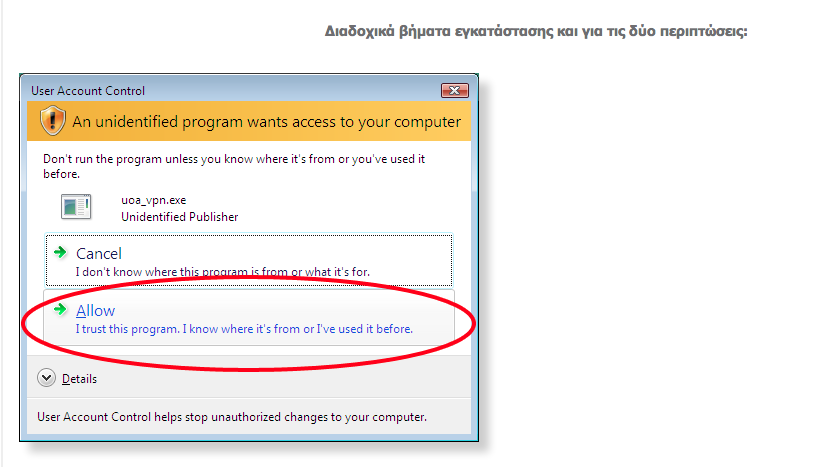 Διαδοχικά βήματα εγκατάστασης και για τις δύο περιπτώσεις:
User Account Control
An unidentified program wants access to your computer
Don't run the program unless you know where it's from or you've used it
before.
uoa_vpn.exe
Unidentified Publisher
Cancel
I don't know where this program is from or what it's for.
Allow
I trust this program. I know where it's from or I've used it before.
Details
User Account Control helps stop unauthorized changes to your computer.